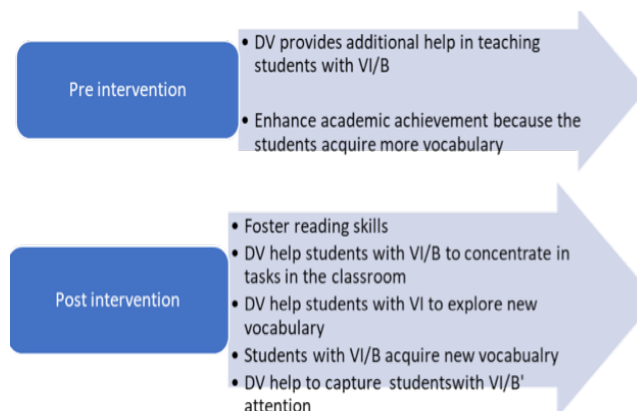 Pre intervention
• DV provides additional help in teaching
students with VI/B
• Enhance academic achievement because the
students acquire more vocabulary
Post intervention
• Foster reading skills
• DV help students with VI/B to concentrate in
tasks in the classroom
• DV help students with VI to explore new
vocabulary
• Students with VI/B acquire new vocabualry
• DV help to capture studentswith VI/B'
attention